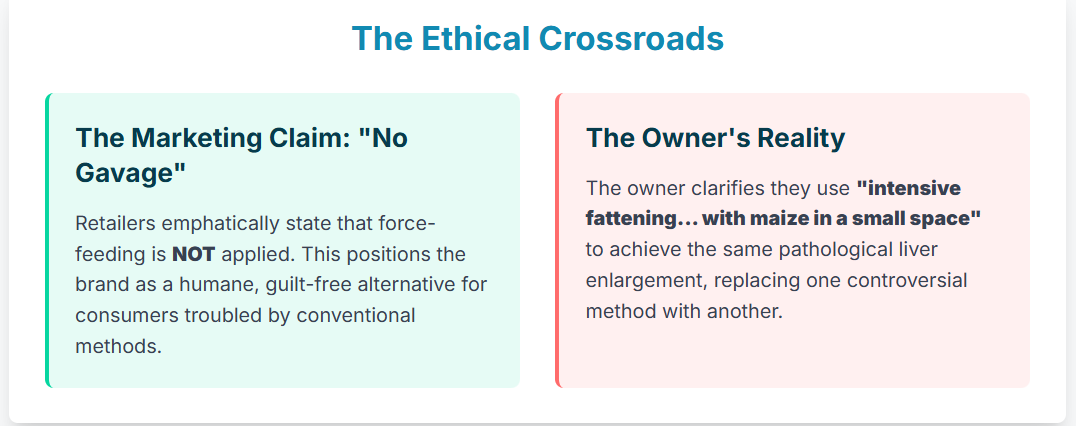 The Ethical Crossroads
The Marketing Claim: "No
Gavage"
Retailers emphatically state that force-
feeding is NOT applied. This positions the
brand as a humane, guilt-free alternative for
consumers troubled by conventional
methods.
The Owner's Reality
The owner clarifies they use "intensive
fattening... with maize in a small space"
to achieve the same pathological liver
enlargement, replacing one controversial
method with another.